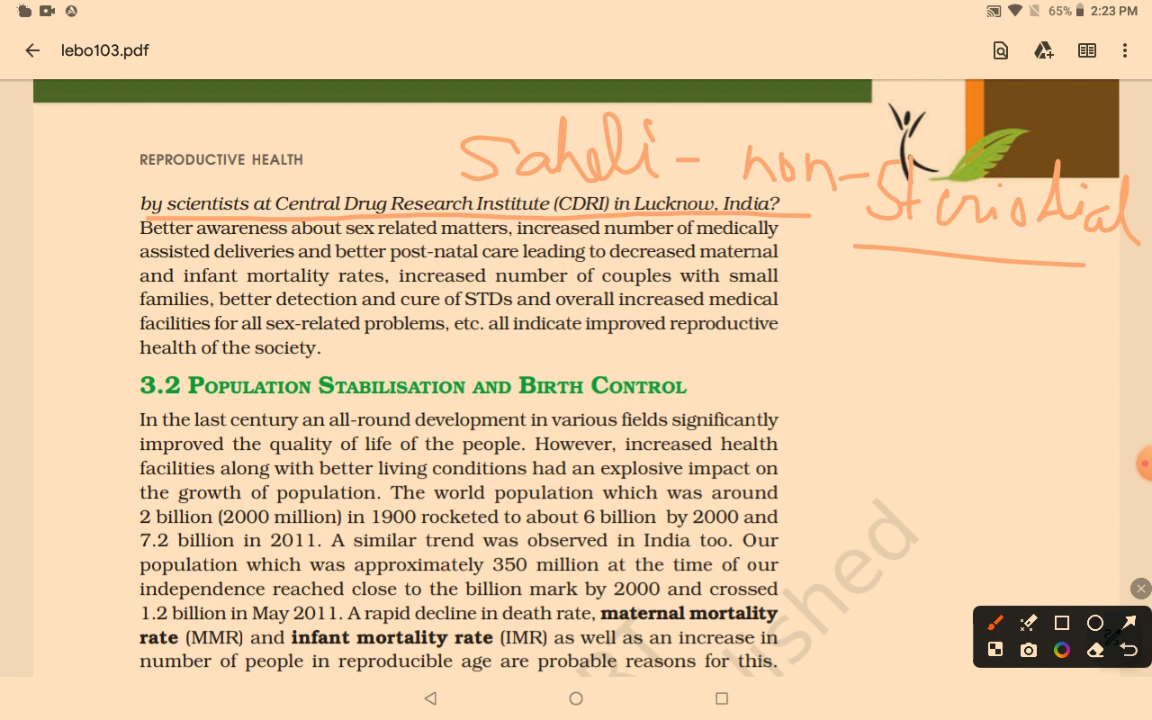 65% 2:23 PM
lebo103.pdf
REPRODUCTIVE HEALTH
Saheli - non-
Steriodial
by scientists at Central Drug Research Institute (CDRI) in Lucknow, India?
Better awareness about sex related matters, increased number of medically
assisted deliveries and better post-natal care leading to decreased maternal
and infant mortality rates, increased number of couples with small
families, better detection and cure of STDs and overall increased medical
facilities for all sex-related problems, etc. all indicate improved reproductive
health of the society.
3.2 POPULATION STABILISATION AND BIRTH CONTROL
In the last century an all-round development in various fields significantly
improved the quality of life of the people. However, increased health
facilities along with better living conditions had an explosive impact on
the growth of population. The world population which was around
2 billion (2000 million) in 1900 rocketed to about 6 billion by 2000 and
7.2 billion in 2011. A similar trend was observed in India too. Our
population which was approximately 350 million at the time of our
independence reached close to the billion mark by 2000 and crossed
1.2 billion in May 2011. A rapid decline in death rate, maternal mortality
rate (MMR) and infant mortality rate (IMR) as well as an increase in
number of people in reproducible age are probable reasons for this.